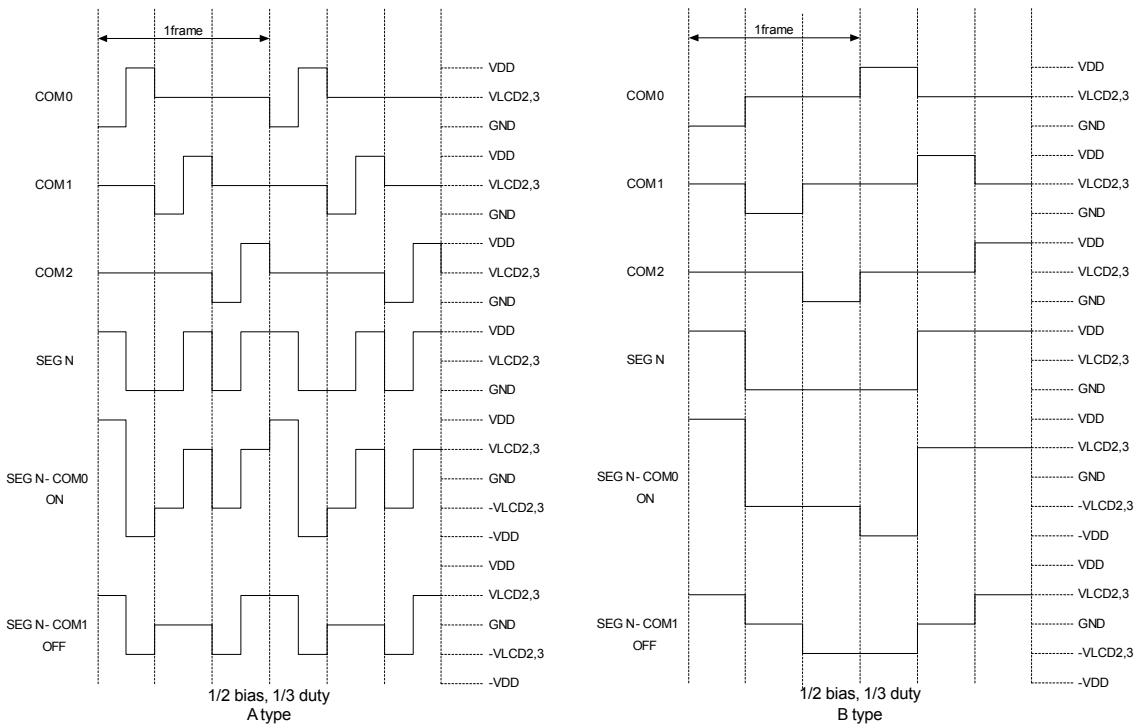 1frame
COM0
VDD
VLCD2,3
GND
COM1
VDD
VLCD2,3
GND
COM2
VDD
VLCD2,3
GND
SEG N
VDD
VLCD2,3
GND
SEG N- COM0
ON
VDD
VLCD2,3
GND
-VLCD2,3
-VDD
SEG N- COM1
OFF
VDD
VLCD2,3
GND
-VLCD2,3
-VDD
1/2 bias, 1/3 duty
A type
1frame
COM0
VDD
VLCD2,3
GND
COM1
VDD
VLCD2,3
GND
COM2
VDD
VLCD2,3
GND
SEG N
VDD
VLCD2,3
GND
SEG N- COM0
ON
VDD
VLCD2,3
GND
-VLCD2,3
-VDD
SEG N- COM1
OFF
VDD
VLCD2,3
GND
-VLCD2,3
-VDD
1/2 bias, 1/3 duty
B type